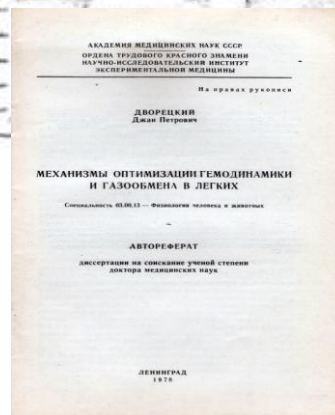 АКАДЕМИЯ МЕДИЦИНСКИХ НАУК СССР
ОРДЕНА ТРУДОВОГО КРАСНОГО ЗНАМЕНИ
НАУЧНО-ИССЛЕДОВАТЕЛЬСКИЙ ИНСТИТУТ
ЭКСПЕРИМЕНТАЛЬНОЙ МЕДИЦИНЫ
На правах рукописи
ДВОРЕЦКИЙ
Джан Петрович
МЕХАНИЗМЫ ОПТИМИЗАЦИИ ГЕМОДИНАМИКИ
И ГАЗООБМЕНА В ЛЕГКИХ
Специальность 03.00.13 — Физиология человека и животных
АВТОРЕФЕРАТ
диссертации на соискание ученой степени
доктора медицинских наук
ЛЕНИНГРАД
1978